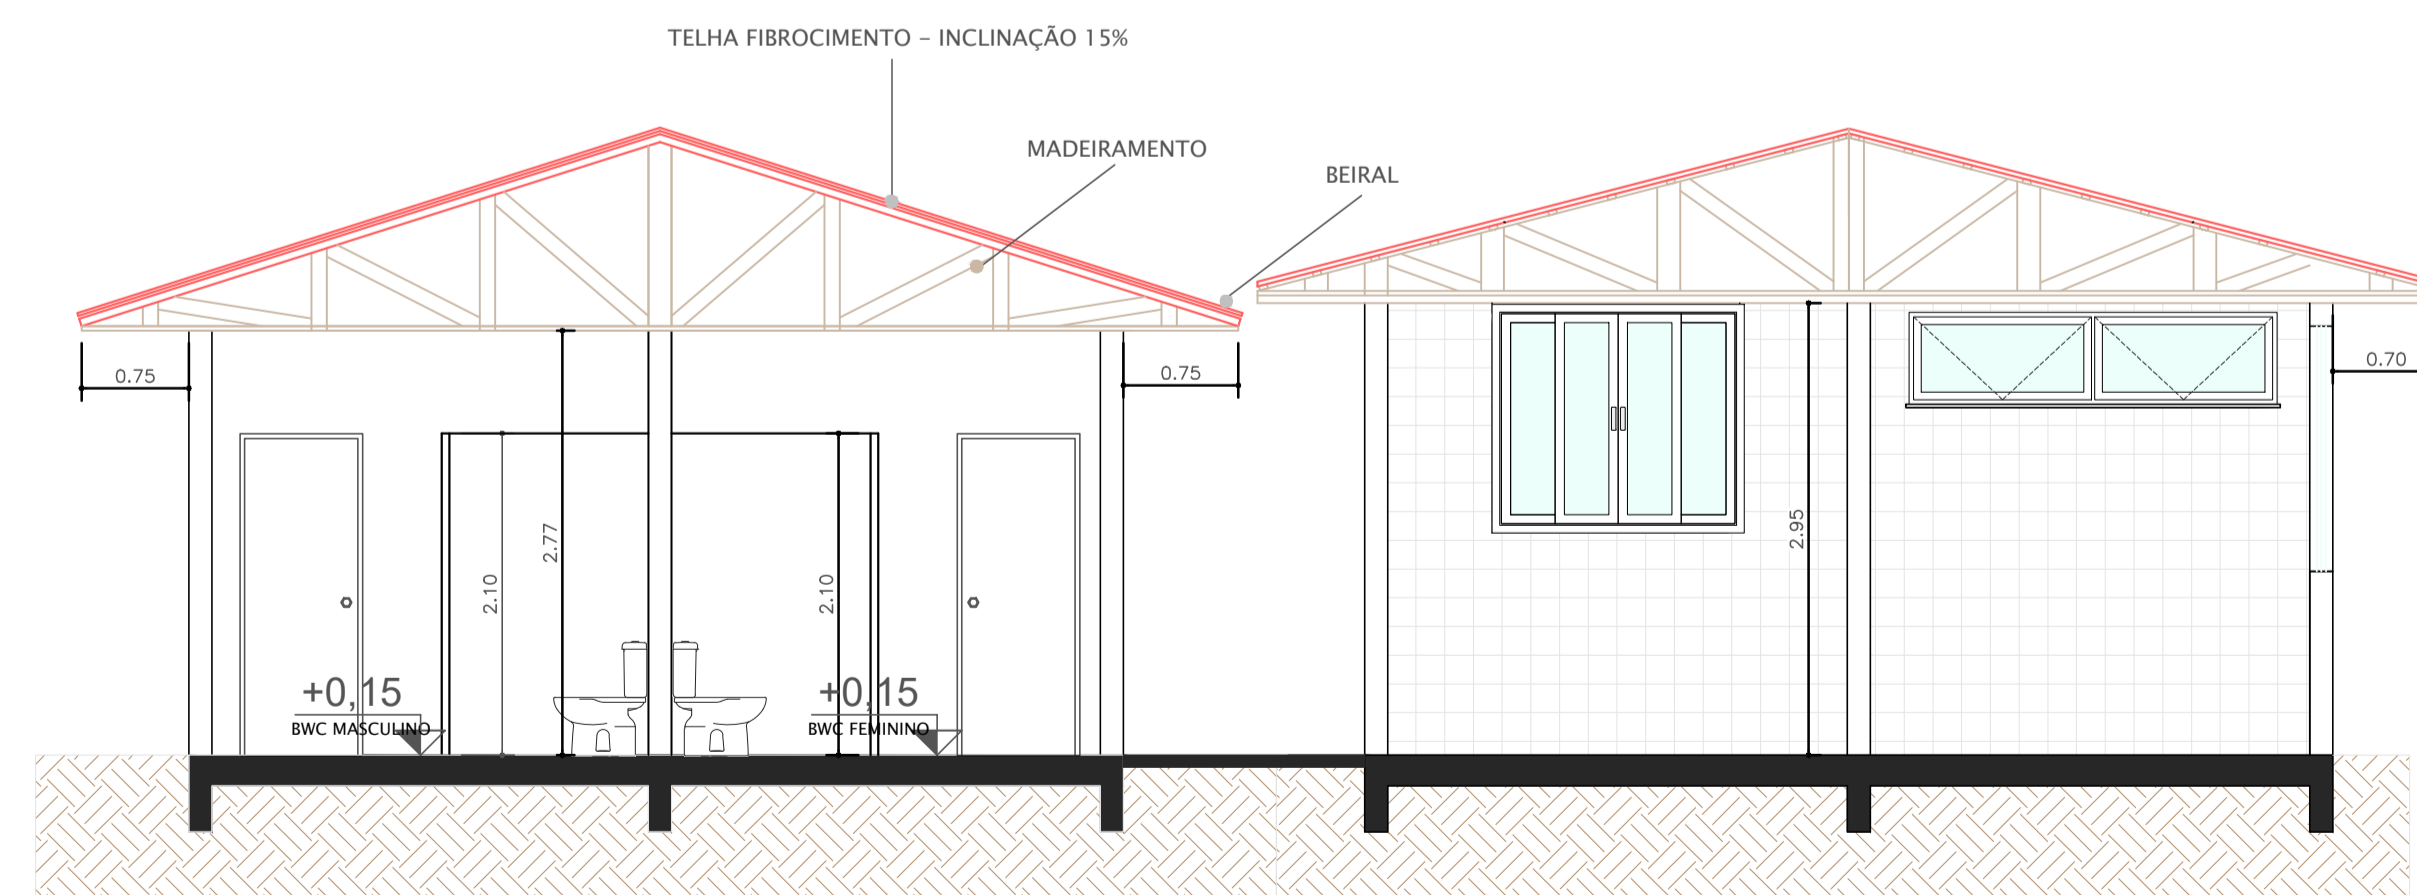 TELHA FIBROCIMENTO – INCLINAÇÃO 15%
MADEIRAMENTO
BEIRAL
0.75
0.75
0.70
2.10
2.77
2.10
2.95
+0,15
BWC MASCULINO
+0,15
BWC FEMININO